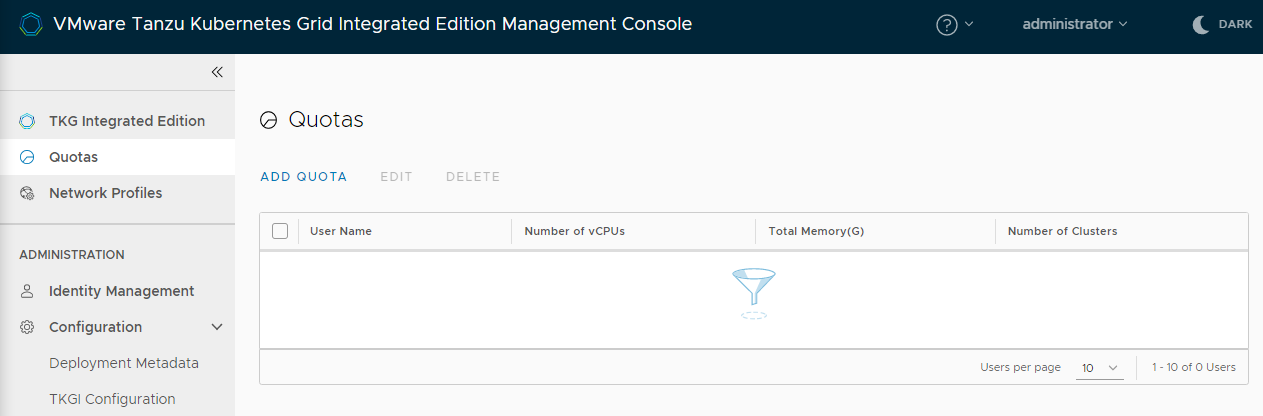 VMware Tanzu Kubernetes Grid Integrated Edition Management Console
administrator
DARK
TKG Integrated Edition
Quotas
Network Profiles
ADMINISTRATION
Identity Management
Configuration
Deployment Metadata
TKGI Configuration
Quotas
ADD QUOTA EDIT DELETE
User Name Number of vCPUs Total Memory(G) Number of Clusters
Users per page 10 1 - 10 of 0 Users